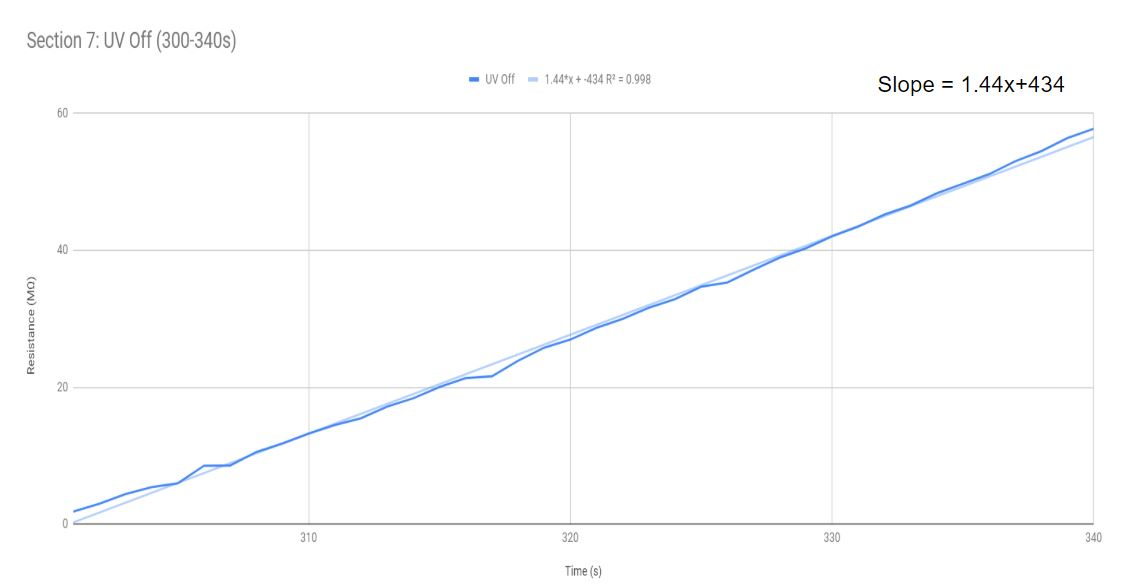 Section 7: UV Off (300-340s)
UV Off 1.44*x + -434 R² = 0.998
Slope = 1.44x+434
60
40
20
0
Resistance (MΩ)
310 320 330 340
Time (s)